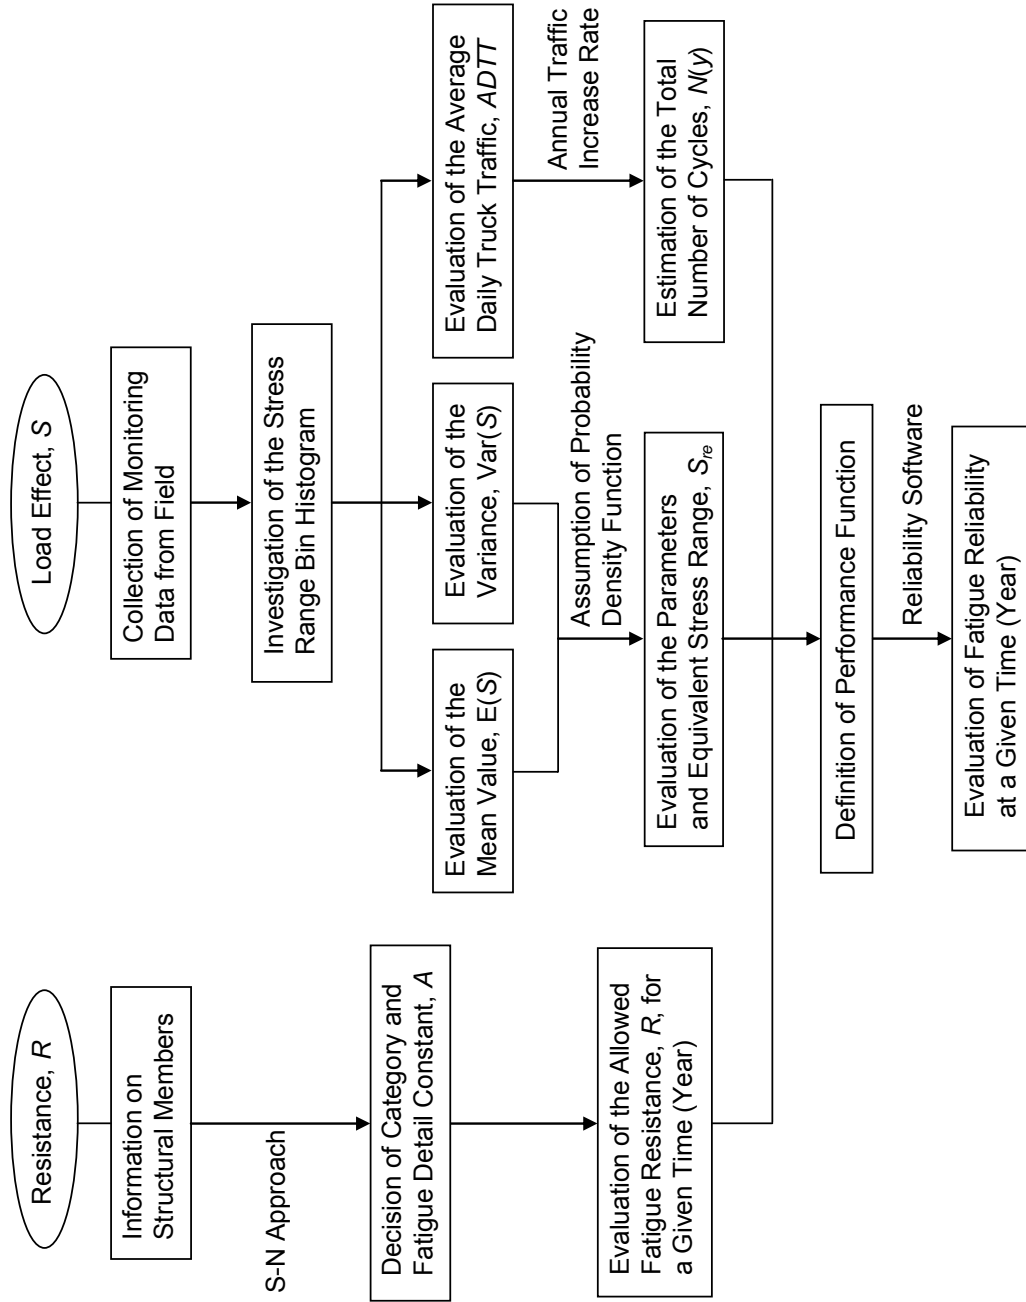 Resistance, R
Information on
Structural Members
S-N Approach
Decision of Category and
Fatigue Detail Constant, A
Evaluation of the Allowed
Fatigue Resistance, R, for
a Given Time (Year)
Load Effect, S
Collection of Monitoring
Data from Field
Investigation of the Stress
Range Bin Histogram
Evaluation of the
Mean Value, E(S)
Evaluation of the
Variance, Var(S)
Evaluation of the Average
Daily Truck Traffic, ADTT
Assumption of Probability
Density Function
Annual Traffic
Increase Rate
Evaluation of the Parameters
and Equivalent Stress Range, Sre
Estimation of the Total
Number of Cycles, N(y)
Definition of Performance Function
Reliability Software
Evaluation of Fatigue Reliability
at a Given Time (Year)